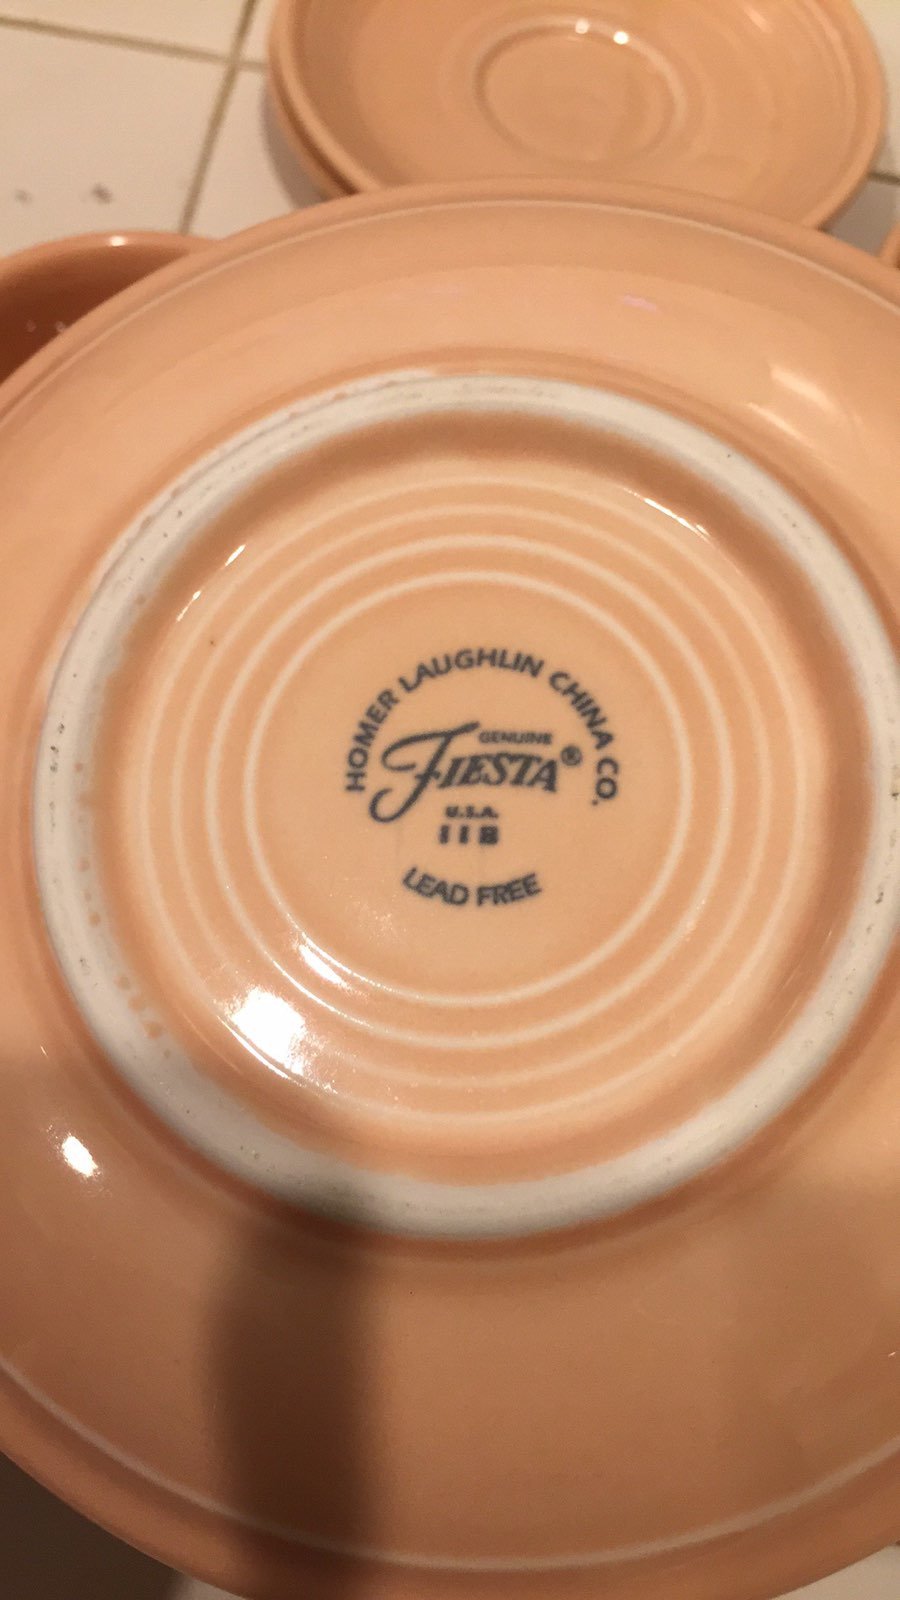 HOMER LAUGHLIN CHINA CO.
GENUINE
FIESTA®
U.S.A.
11B
LEAD FREE